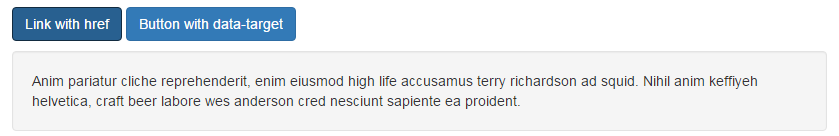 Link with href Button with data-target
Anim pariatur cliche reprehenderit, enim eiusmod high life accusamus terry richardson ad squid. Nihil anim keffiyeh
helvetica, craft beer labore wes anderson cred nesciunt sapiente ea proident.